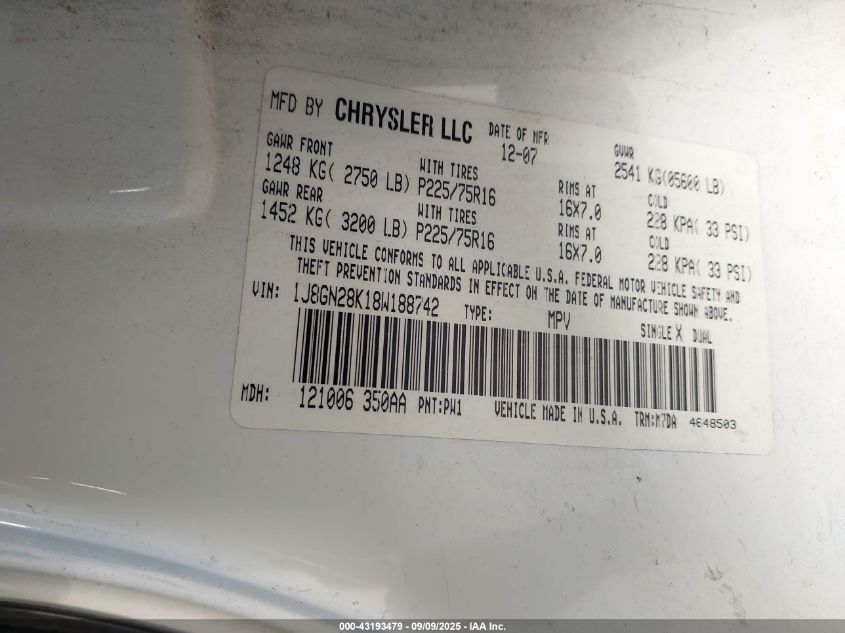 MFD BY CHRYSLER LLC DATE OF MFR 12-07 GVWR 2541 KG(05600 LB)
GAWR FRONT WITH TIRES RIMS AT COLD
1248 KG( 2750 LB) P225/75R16 16X7.0 228 KPA( 33 PSI)
GAWR REAR WITH TIRES RIMS AT COLD
1452 KG( 3200 LB) P225/75R16 16X7.0 228 KPA( 33 PSI)
THIS VEHICLE CONFORMS TO ALL APPLICABLE U.S.A. FEDERAL MOTOR VEHICLE SAFETY AND
THEFT PREVENTION STANDARDS IN EFFECT ON THE DATE OF MANUFACTURE SHOWN ABOVE.
VIN: 1J8GN28K18W188742 TYPE: MPV SINGLE X DUAL
MDH: 121006 350AA PNT:PW1 VEHICLE MADE IN U.S.A. TRM:M7DA 4648503
000-43193479 - 09/09/2025 - IAA Inc.